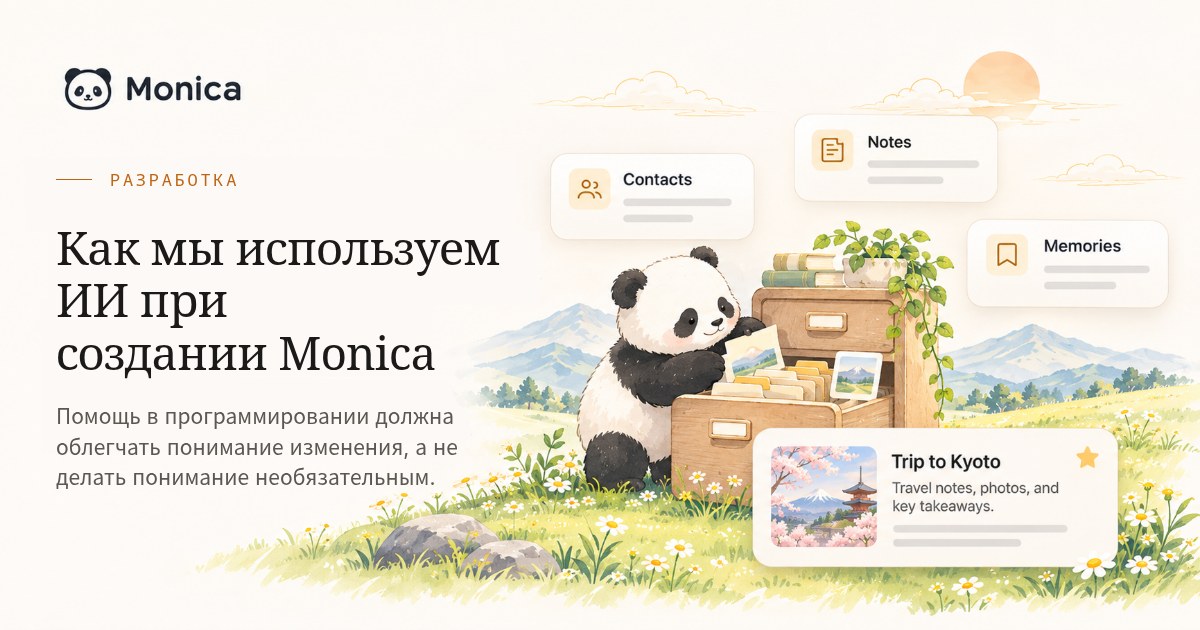 Monica
РАЗРАБОТКА
Как мы используем
ИИ при
создании Monica
Помощь в программировании должна
облегчать понимание изменения, а не
делать понимание необязательным.
Contacts
Notes
Memories
Trip to Kyoto
Travel notes, photos, and
key takeaways.